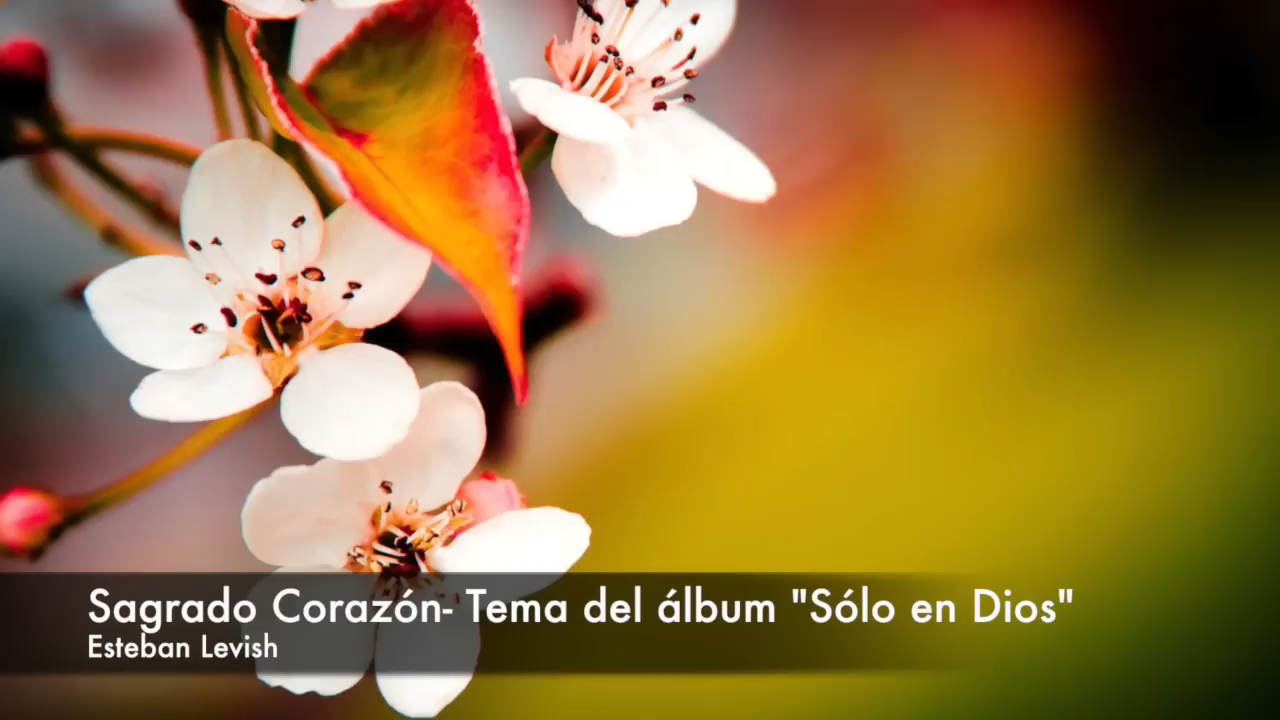 Sagrado Corazón- Tema del álbum "Sólo en Dios"
Esteban Levish